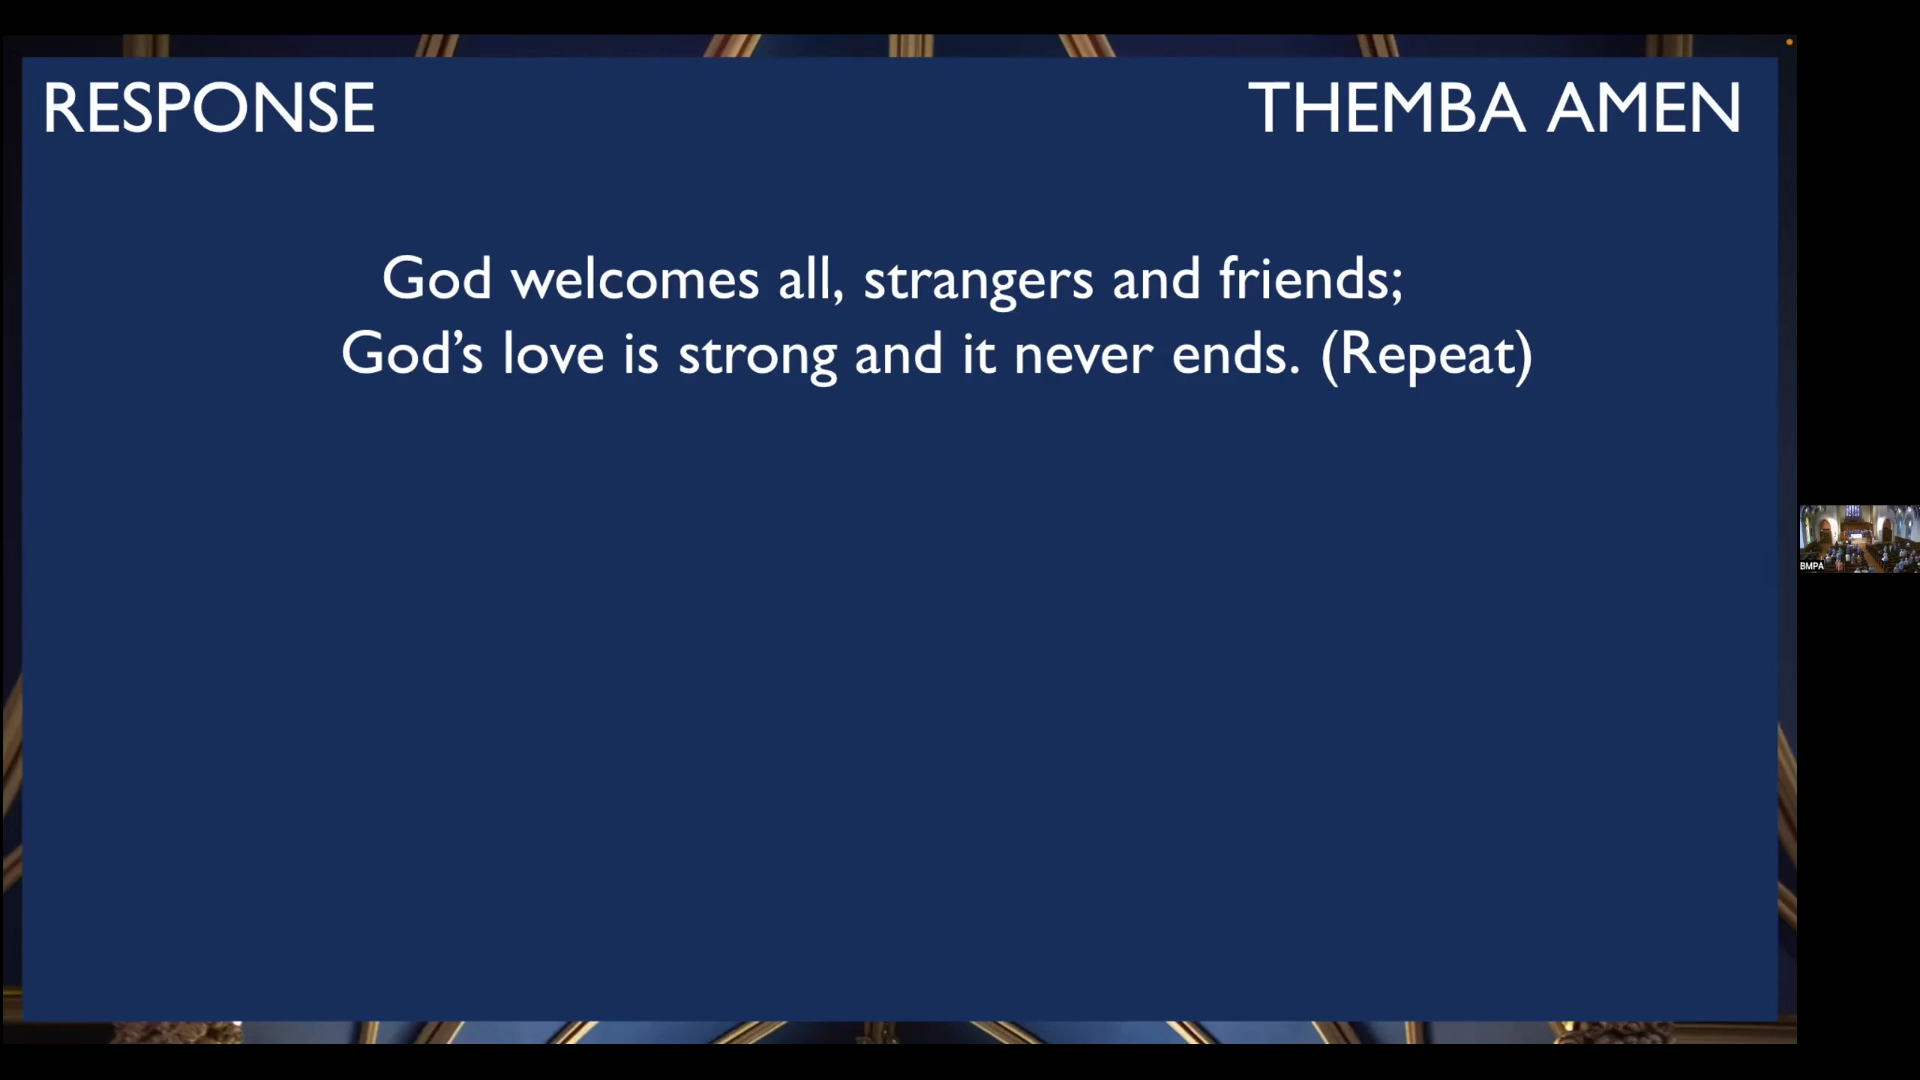 RESPONSE THEMBA AMEN
God welcomes all, strangers and friends;
God’s love is strong and it never ends. (Repeat)
BMPA